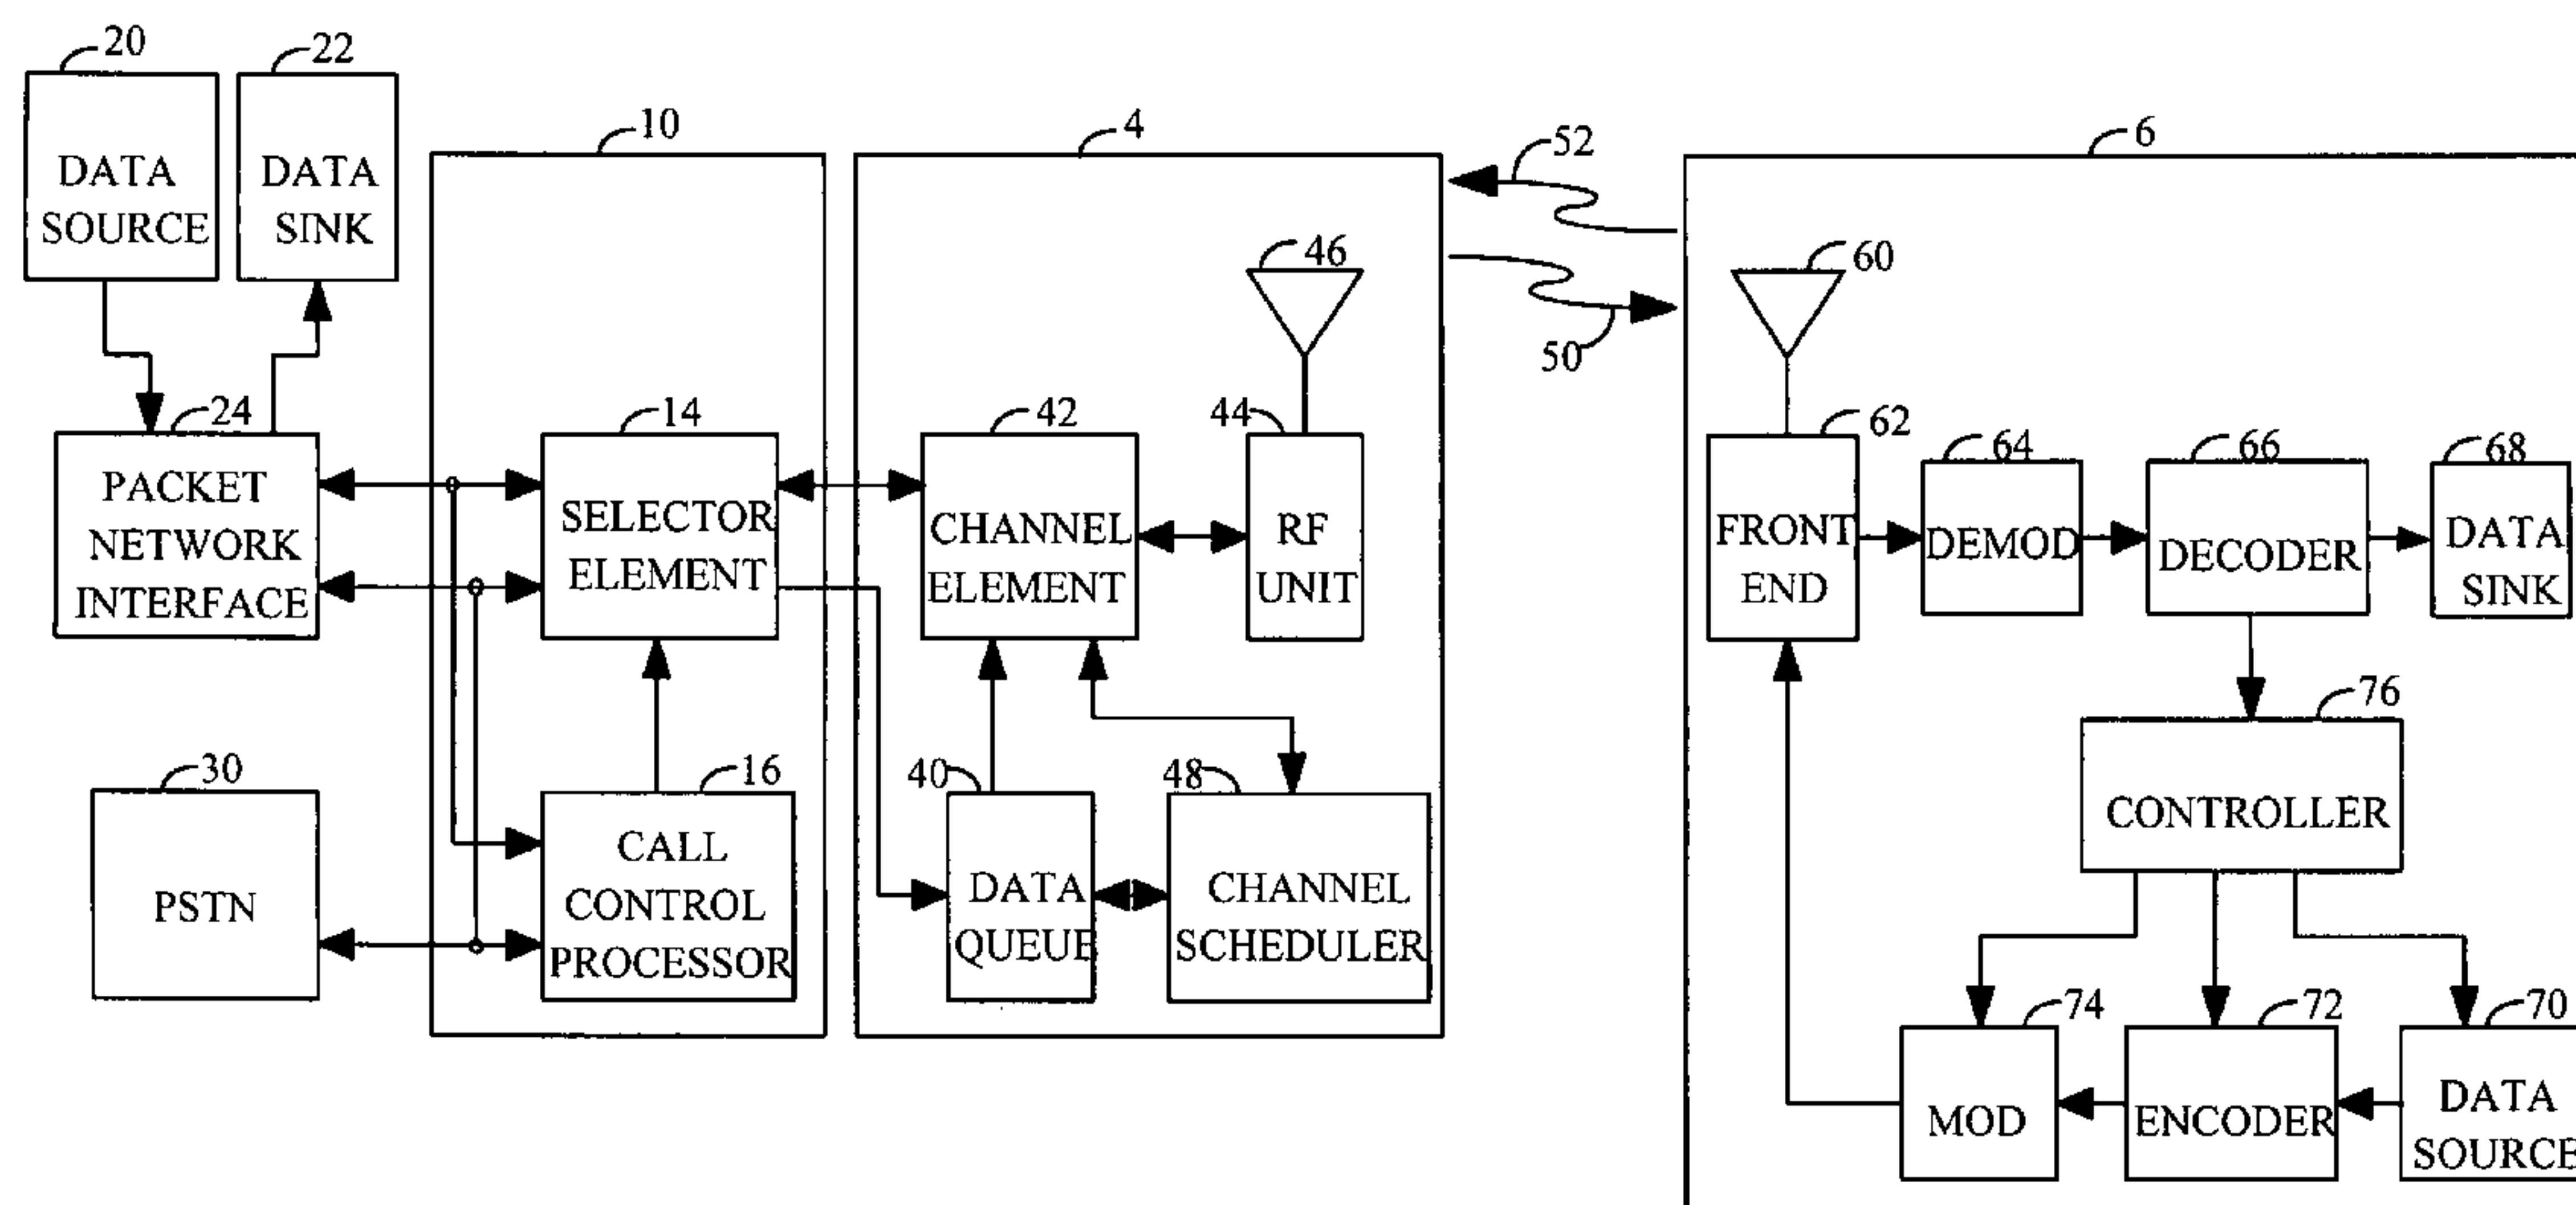 20
22
10
4
52
6
DATA
SOURCE
DATA
SINK
46
60
50
24
14
42
44
62
64
66
68
PACKET
NETWORK
INTERFACE
SELECTOR
ELEMENT
CHANNEL
ELEMENT
RF
UNIT
FRONT
END
DEMOD
DECODER
DATA
SINK
76
30
16
40
48
PSTN
CALL
CONTROL
PROCESSOR
DATA
QUEUE
CHANNEL
SCHEDULER
CONTROLLER
74
72
70
MOD
ENCODER
DATA
SOURCE